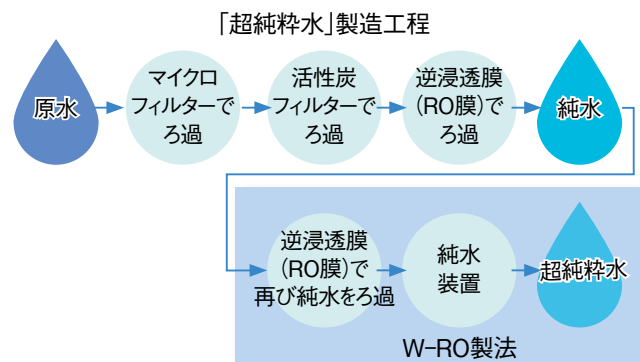 「超純粋水」製造工程
原水
マイクロ
フィルターで
ろ過
活性炭
フィルターで
ろ過
逆浸透膜
(RO膜)で
ろ過
純水
逆浸透膜
(RO膜)で
再び純水をろ過
純水
装置
超純粋水
W-RO製法